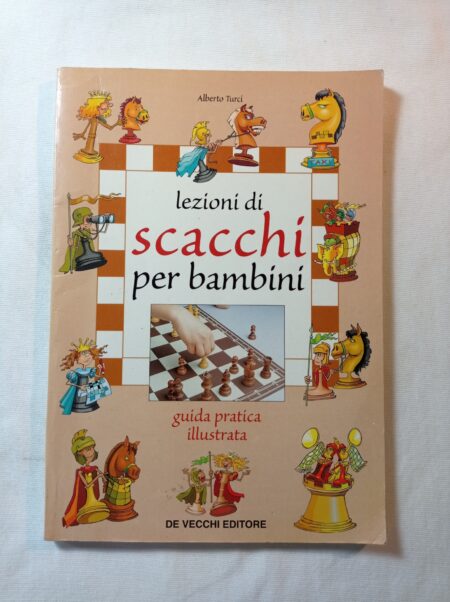 Alberto Turci
lezioni di
scacchi
per bambini
guida pratica
illustrata
DE VECCHI EDITORE